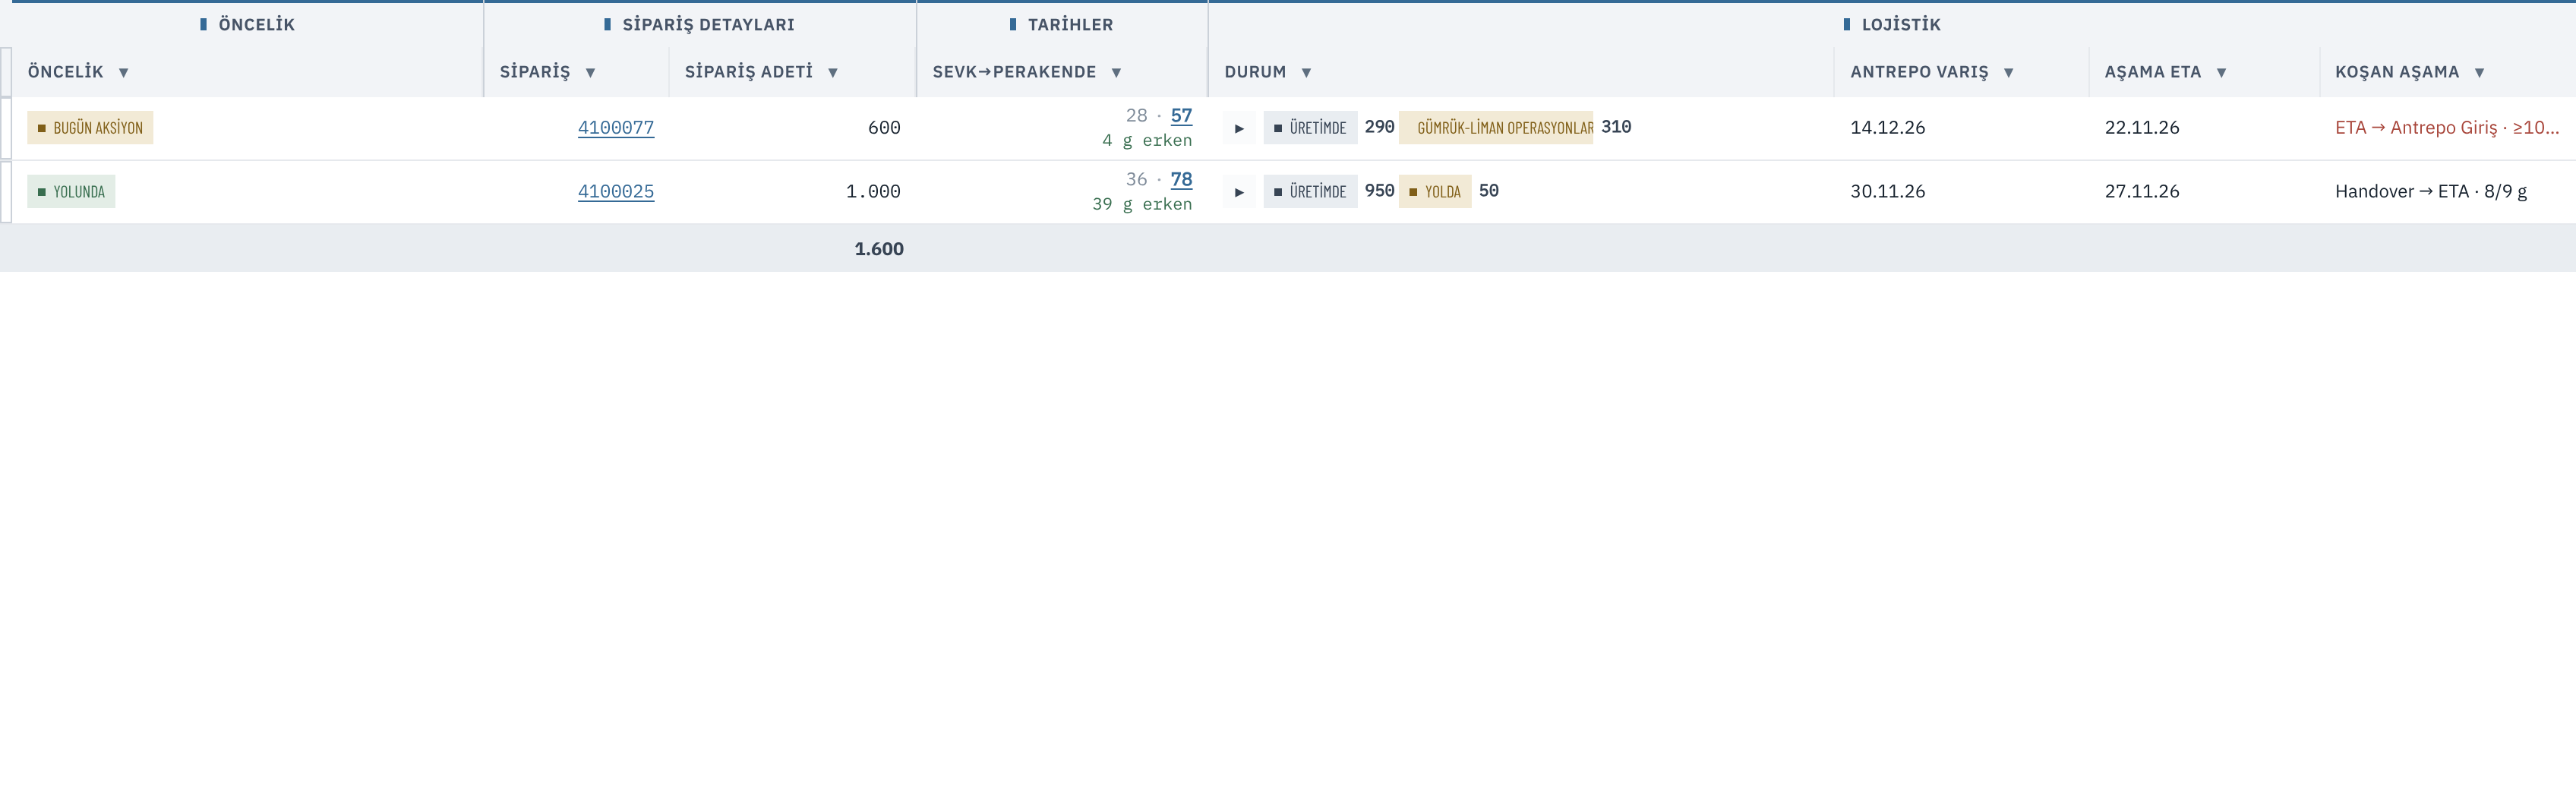 ÖNCELİK SİPARİŞ DETAYLARI TARİHLER LOJİSTİK
ÖNCELİK ▼ SİPARİŞ ▼ SİPARİŞ ADETİ ▼ SEVK→PERAKENDE ▼ DURUM ▼ ANTREPO VARIŞ ▼ AŞAMA ETA ▼ KOŞAN AŞAMA ▼
BUGÜN AKSİYON 4100077 600 28 · 57 ▶ ÜRETİMDE 290 GÜMRÜK-LİMAN OPERASYONLAR 310 14.12.26 22.11.26 ETA → Antrepo Giriş · ≥10...
4 g erken
YOLUNDA 4100025 1.000 36 · 78 ▶ ÜRETİMDE 950 YOLDA 50 30.11.26 27.11.26 Handover → ETA · 8/9 g
39 g erken
1.600